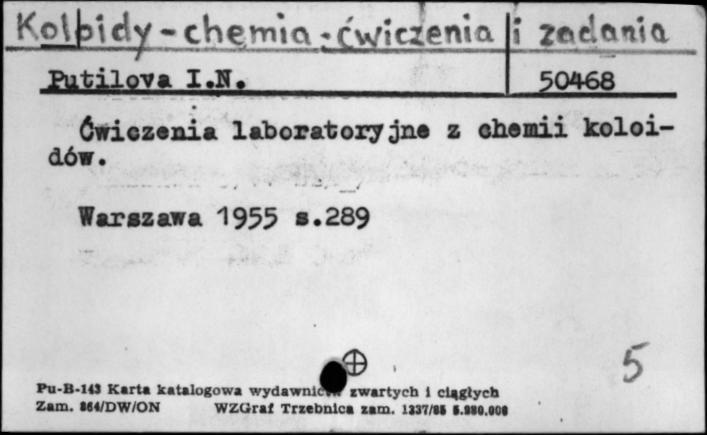 Koloidy - chemia - ćwiczenia i zadania
Putilova I.N. 50468
Ćwiczenia laboratoryjne z chemii koloi-
dów.
Warszawa 1955 s.289
5
Pu-B-143 Karta katalogowa wydawnictw zwartych i ciągłych
Zam. 864/DW/ON WZGraf Trzebnica zam. 1337/85 5.980.000